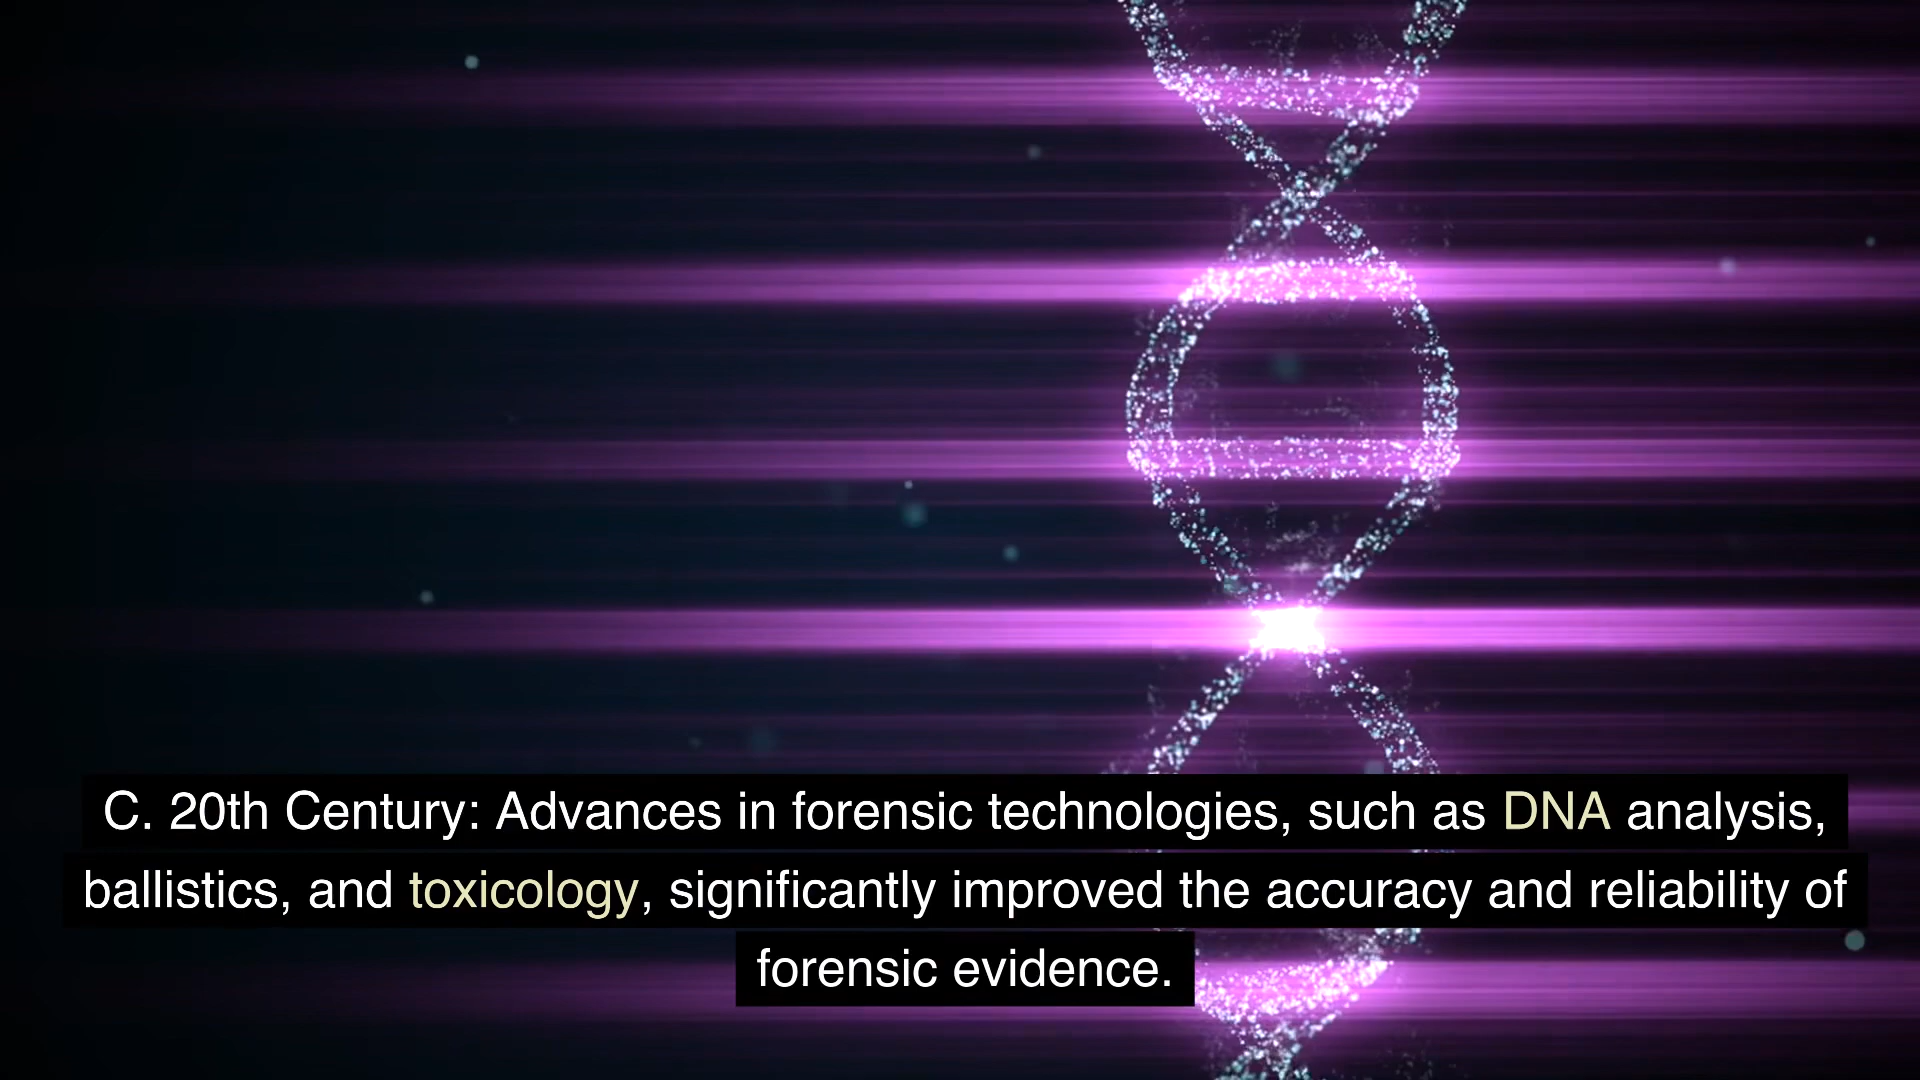 C. 20th Century: Advances in forensic technologies, such as DNA analysis,
ballistics, and toxicology, significantly improved the accuracy and reliability of
forensic evidence.